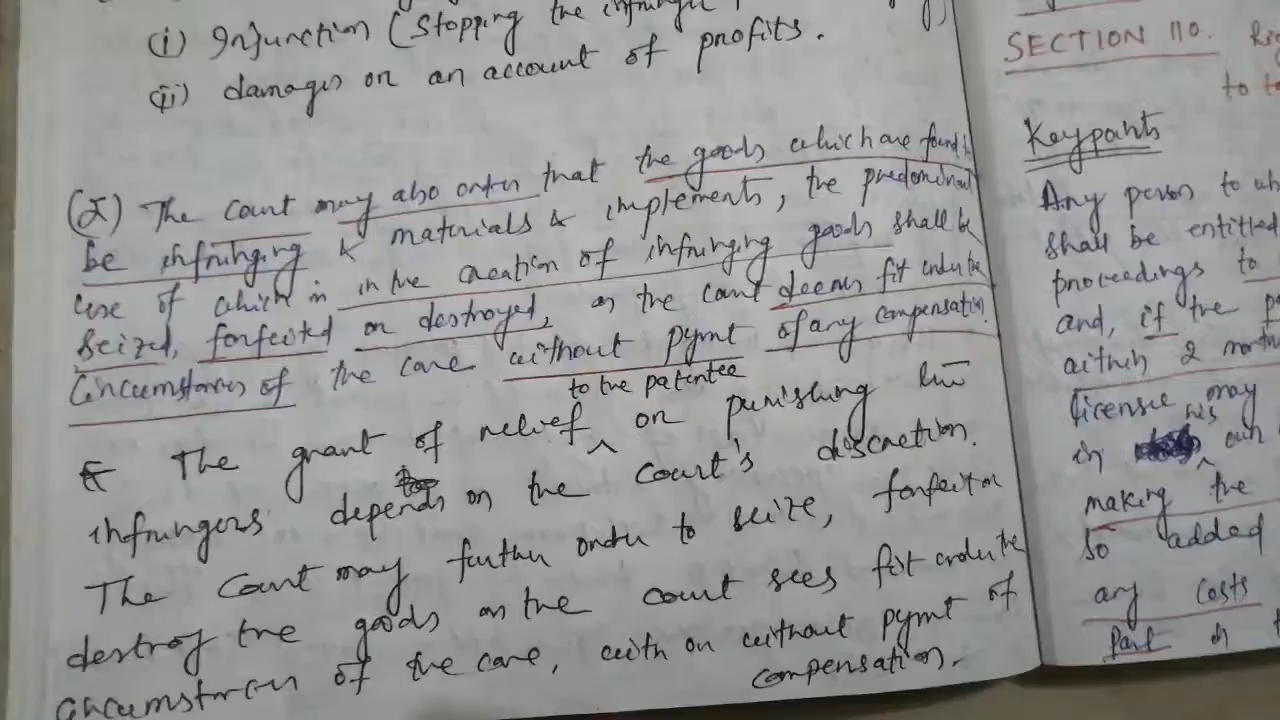 (i) Injunction (Stopping the
(ii) damages or an account of profits.
(2) The court may also order that the goods which are found to
be infringing & materials & implements, the predominant
use of which is in the creation of infringing goods shall be
seized, forfeited or destroyed, as the court deems fit under the
Circumstances of the case without pymt of any compensation.
to the patentee
The grant of relief ^ or punishing the
infringers depends on the court's discretion.
The Court may further order to seize, forfeit or
destroy the goods as the court sees fit under the
circumstances of the case, with or without pymt of
compensation.
SECTION 110.
to
Keypoints
Any person to wh
shall be entitled
proceedings to
and, if the p
within 2 month
licensee may
in his own
making the
so added
any costs
Part in